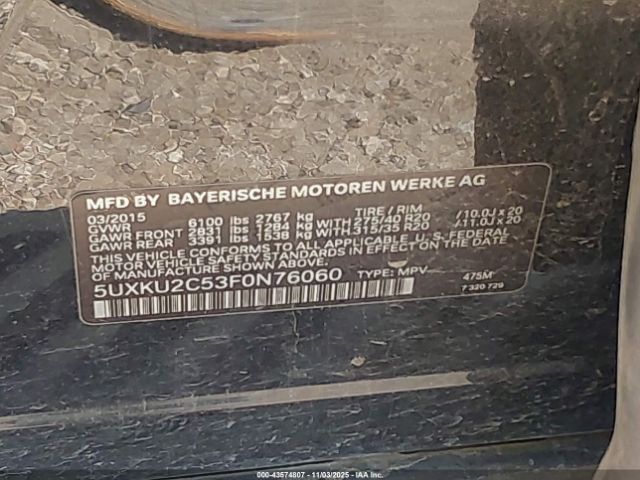 MFD BY BAYERISCHE MOTOREN WERKE AG
03/2015 TIRE / RIM
GVWR 6100 lbs 2767 kg
GAWR FRONT 2831 lbs 1284 kg WITH 275/40 R20 /10.0J x 20
GAWR REAR 3391 lbs 1538 kg WITH 315/35 R20 /11.0J x 20
THIS VEHICLE CONFORMS TO ALL APPLICABLE U.S. FEDERAL
MOTOR VEHICLE SAFETY STANDARDS IN EFFECT ON THE DATE
OF MANUFACTURE SHOWN ABOVE.
5UXKU2C53F0N76060 TYPE: MPV 475M
7 320 729
000-43574807 - 11/03/2025 - © IAA Holdings, LLC